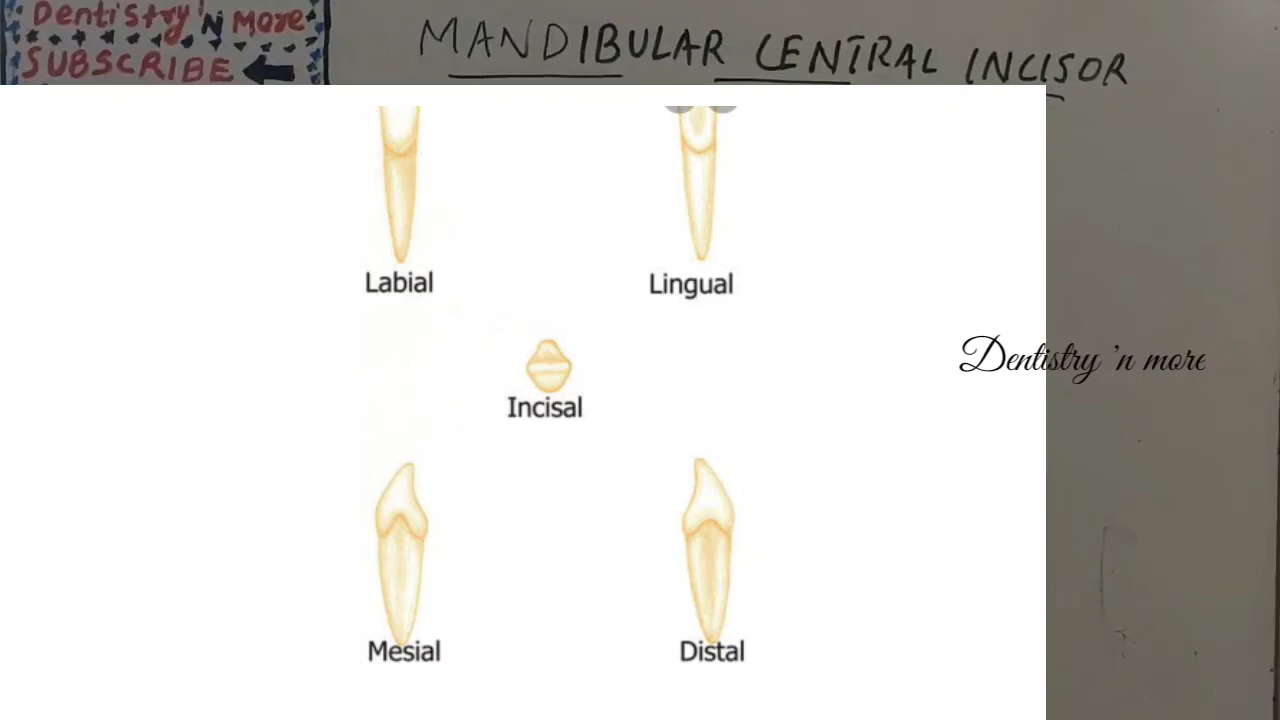 Dentistry 'N More
SUBSCRIBE
MANDIBULAR CENTRAL INCISOR
Labial
Lingual
Incisal
Dentistry 'n more
Mesial
Distal